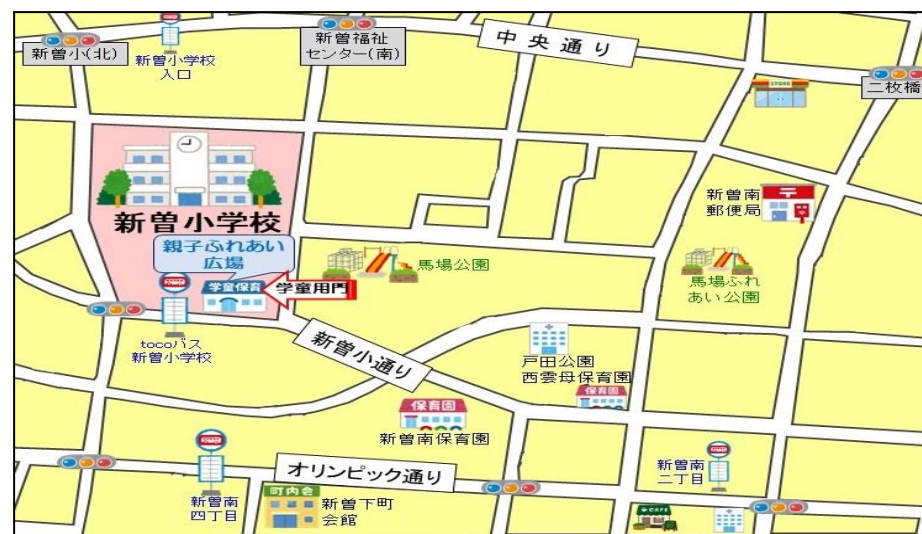 新曽小(北)
新曽小学校
入口
新曽福祉
センター(南)
中央通り
二枚橋
STORE
新曽南
郵便局
新曽小学校
親子ふれあい
広場
学童保育
学童用門
馬場公園
馬場ふれ
あい公園
tocoバス
新曽小学校
新曽小通り
戸田公園
西雲母保育園
保育園
保育園
新曽南保育園
オリンピック通り
新曽南
四丁目
町内会
新曽下町
会館
新曽南
二丁目
CAFE